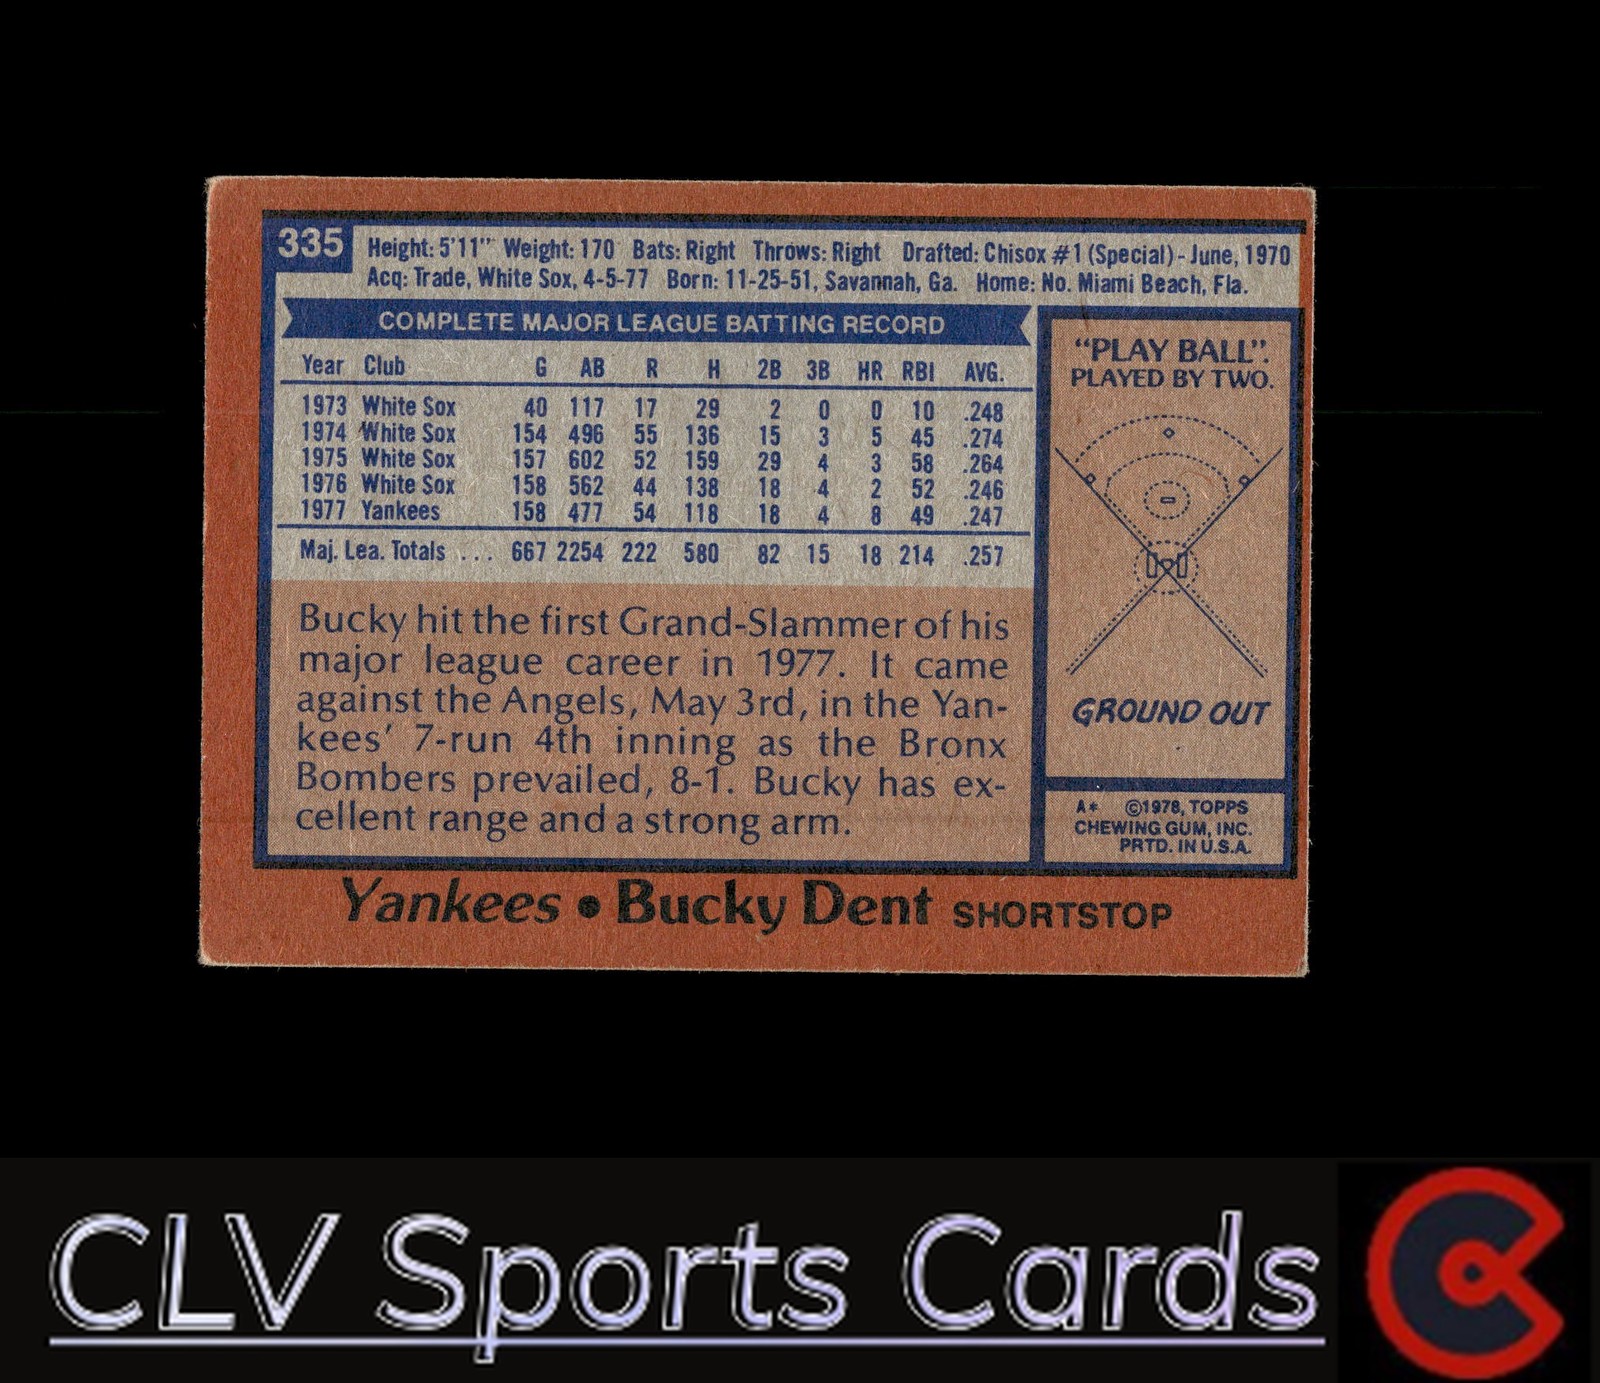 335
Height: 5'11" Weight: 170 Bats: Right Throws: Right Drafted: Chisox #1 (Special) - June, 1970
Acq: Trade, White Sox, 4-5-77 Born: 11-25-51, Savannah, Ga. Home: No. Miami Beach, Fla.
COMPLETE MAJOR LEAGUE BATTING RECORD
Year Club G AB R H 2B 3B HR RBI AVG.
1973 White Sox 40 117 17 29 2 0 0 10 .248
1974 White Sox 154 496 55 136 15 3 5 45 .274
1975 White Sox 157 602 52 159 29 4 3 58 .264
1976 White Sox 158 562 44 138 18 4 2 52 .246
1977 Yankees 158 477 54 118 18 4 8 49 .247
Maj. Lea. Totals ... 667 2254 222 580 82 15 18 214 .257
Bucky hit the first Grand-Slammer of his
major league career in 1977. It came
against the Angels, May 3rd, in the Yan-
kees' 7-run 4th inning as the Bronx
Bombers prevailed, 8-1. Bucky has ex-
cellent range and a strong arm.
"PLAY BALL".
PLAYED BY TWO.
GROUND OUT
A* ©1978, TOPPS
CHEWING GUM, INC.
PRTD. IN U.S.A.
Yankees • Bucky Dent SHORTSTOP
CLV Sports Cards